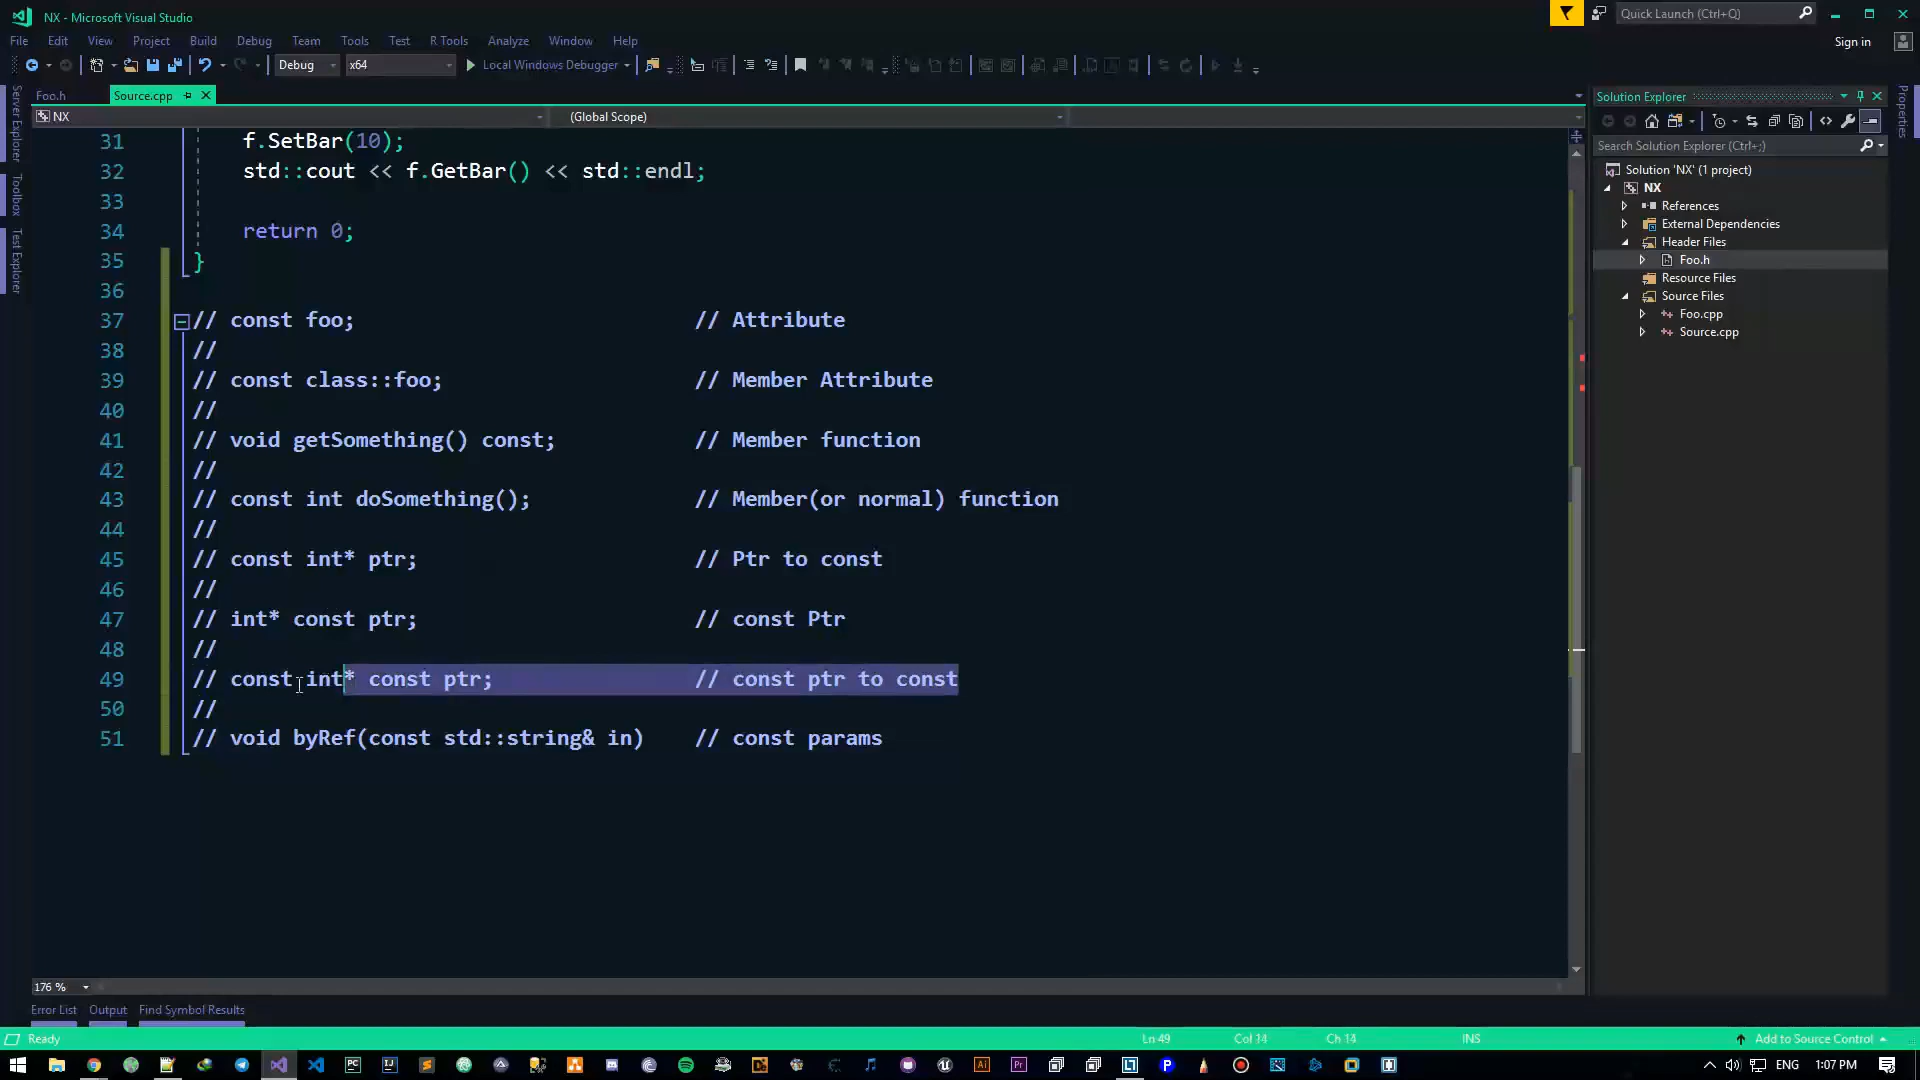 NX - Microsoft Visual Studio
Quick Launch (Ctrl+Q)
File Edit View Project Build Debug Team Tools Test R Tools Analyze Window Help
Sign in
Debug x64 Local Windows Debugger
Foo.h Source.cpp
NX (Global Scope)
Server Explorer
Toolbox
Test Explorer
31 f.SetBar(10);
32 std::cout << f.GetBar() << std::endl;
33
34 return 0;
35 }
36
37 // const foo; // Attribute
38 //
39 // const class::foo; // Member Attribute
40 //
41 // void getSomething() const; // Member function
42 //
43 // const int doSomething(); // Member(or normal) function
44 //
45 // const int* ptr; // Ptr to const
46 //
47 // int* const ptr; // const Ptr
48 //
49 // const int* const ptr; // const ptr to const
50 //
51 // void byRef(const std::string& in) // const params
176 %
Solution Explorer
Search Solution Explorer (Ctrl+;)
Solution 'NX' (1 project)
NX
References
External Dependencies
Header Files
Foo.h
Resource Files
Source Files
Foo.cpp
Source.cpp
Properties
Error List Output Find Symbol Results
Ready Ln 49 Col 14 Ch 14 INS Add to Source Control
ENG 1:07 PM